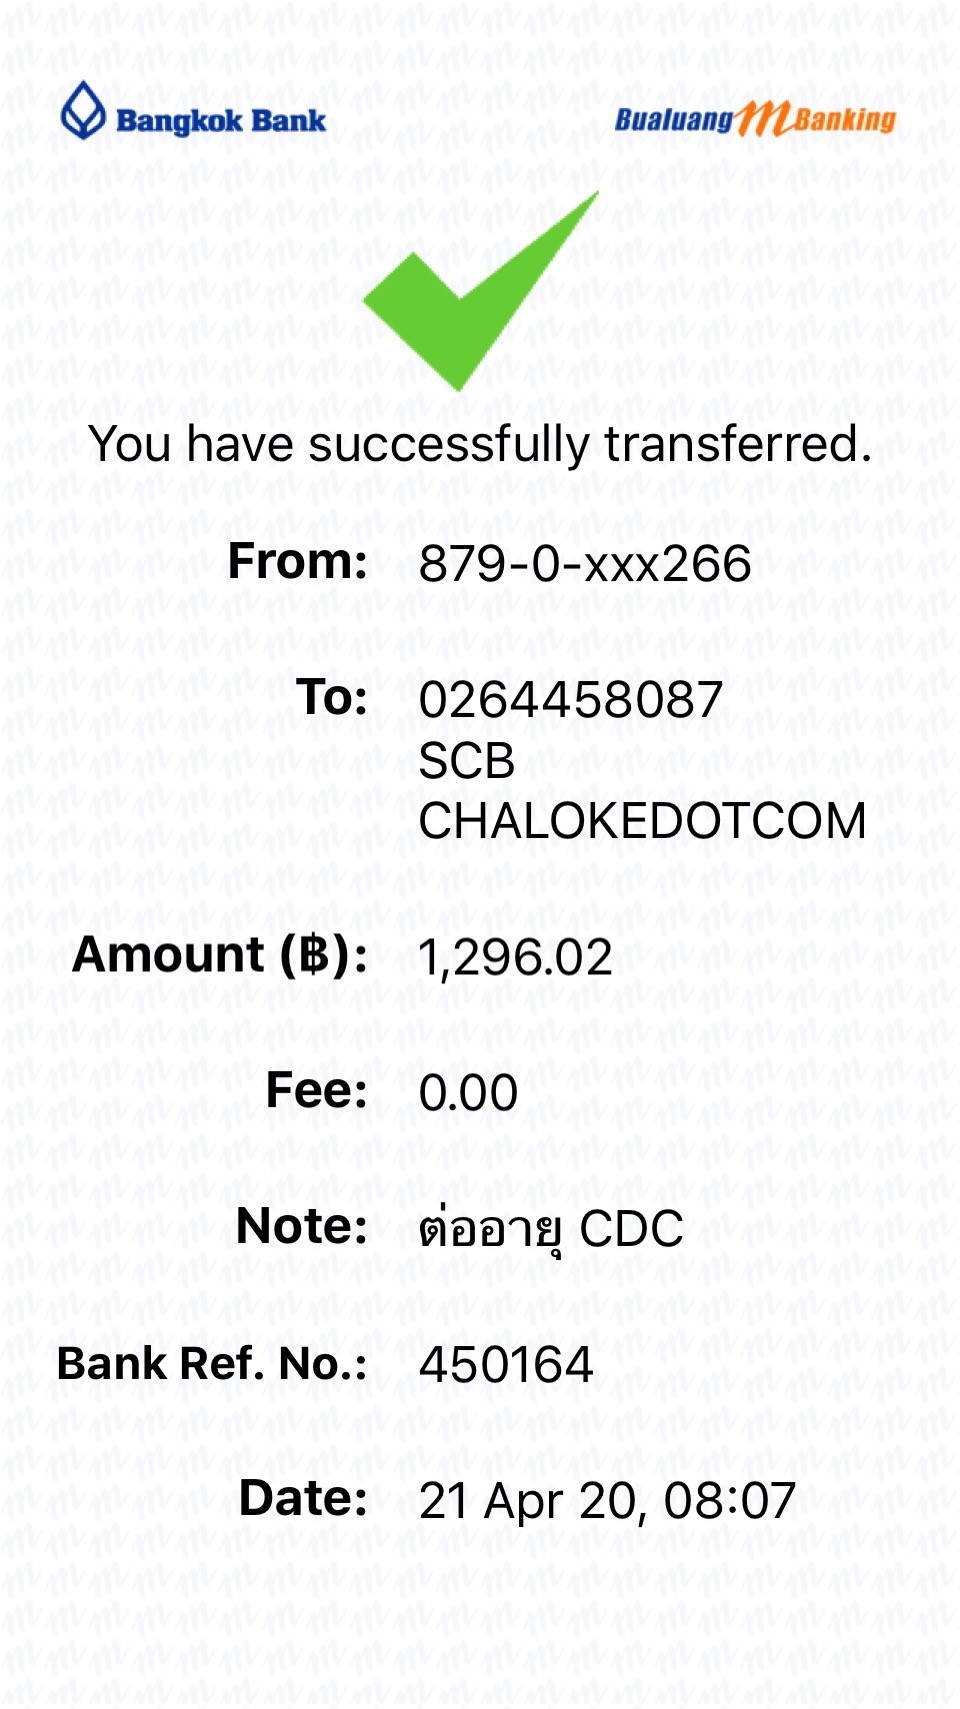 Bangkok Bank
Bualuang mBanking
You have successfully transferred.
From: 879-0-xxx266
To: 0264458087
SCB
CHALOKEDOTCOM
Amount (฿): 1,296.02
Fee: 0.00
Note: ต่ออายุ CDC
Bank Ref. No.: 450164
Date: 21 Apr 20, 08:07